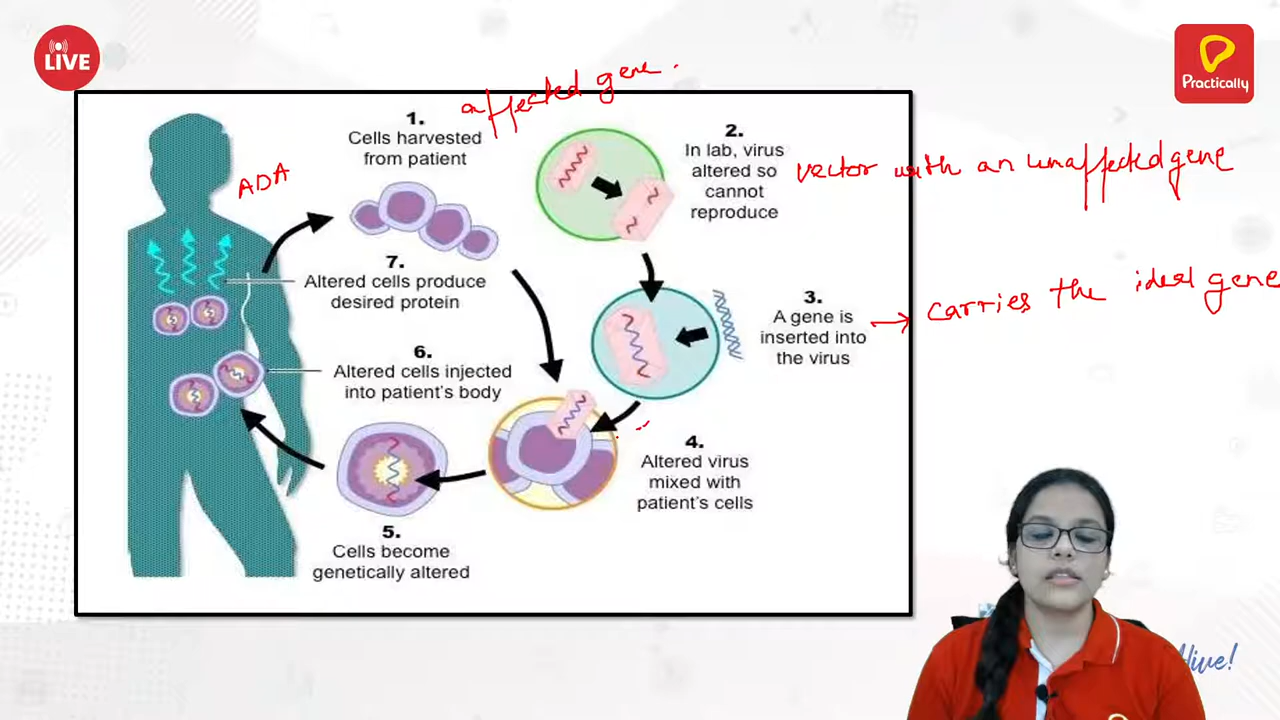 LIVE
Practically
affected gene.
1.
Cells harvested
from patient
2.
In lab, virus
altered so
cannot
reproduce
vector with an unaffected gene
ADA
7.
Altered cells produce
desired protein
3.
A gene is
inserted into
the virus
→ carries the ideal gene
6.
Altered cells injected
into patient's body
4.
Altered virus
mixed with
patient's cells
5.
Cells become
genetically altered